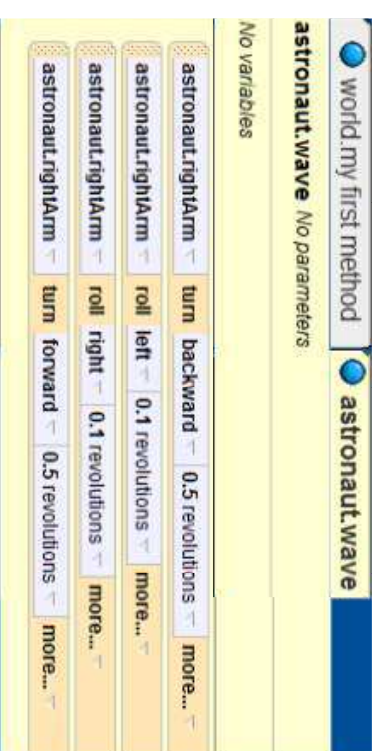 world.my first method astronaut.wave
astronaut.wave No parameters
No variables
astronaut.rightArm turn backward 0.5 revolutions more...
astronaut.rightArm roll left 0.1 revolutions more...
astronaut.rightArm roll right 0.1 revolutions more...
astronaut.rightArm turn forward 0.5 revolutions more...